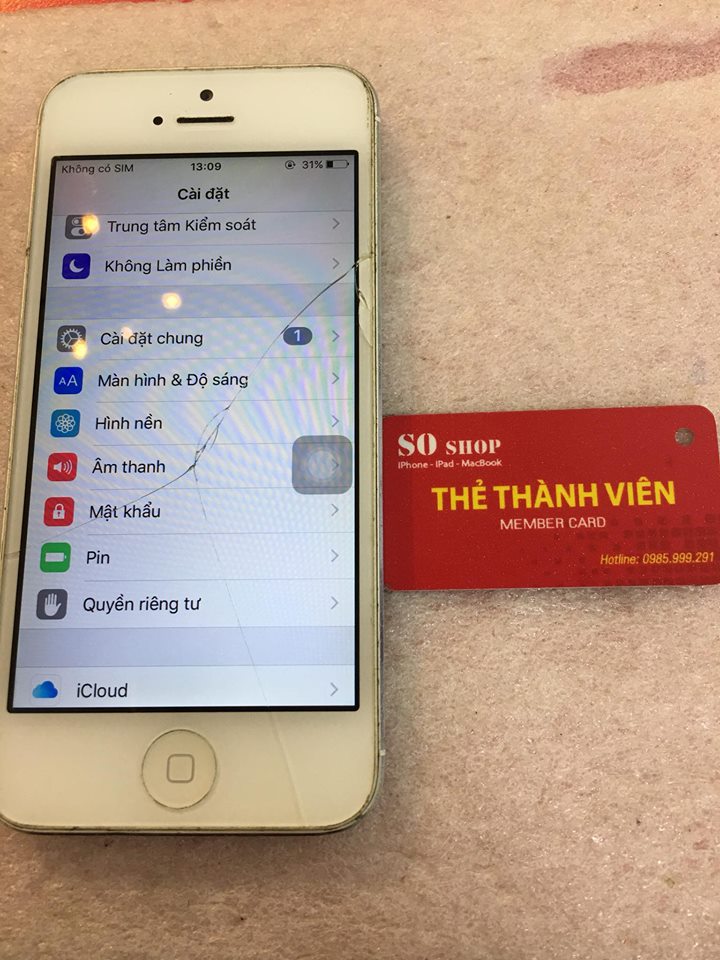 Không có SIM 13:09 31%
Cài đặt
Trung tâm Kiểm soát
Không Làm phiền
Cài đặt chung 1
AA Màn hình & Độ sáng
Hình nền
Âm thanh
Mật khẩu
Pin
Quyền riêng tư
iCloud
SO SHOP
IPhone - IPad - MacBook
THẺ THÀNH VIÊN
MEMBER CARD
Hotline: 0985.999.291